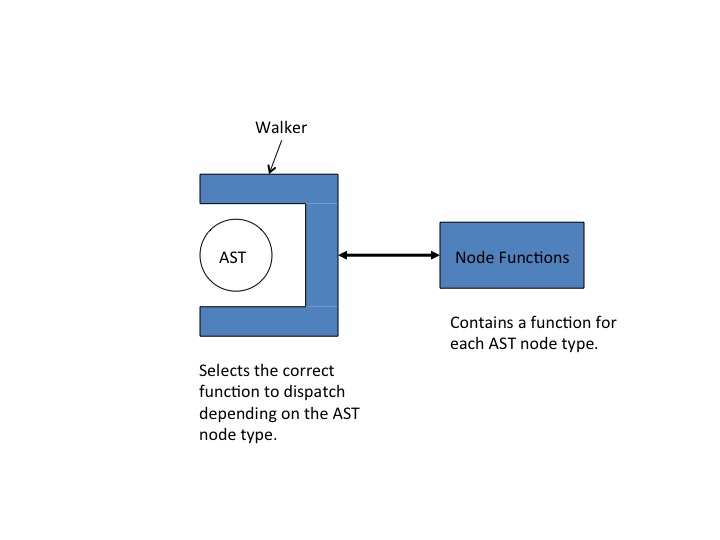 Walker
AST
Node Functions
Contains a function for
each AST node type.
Selects the correct
function to dispatch
depending on the AST
node type.